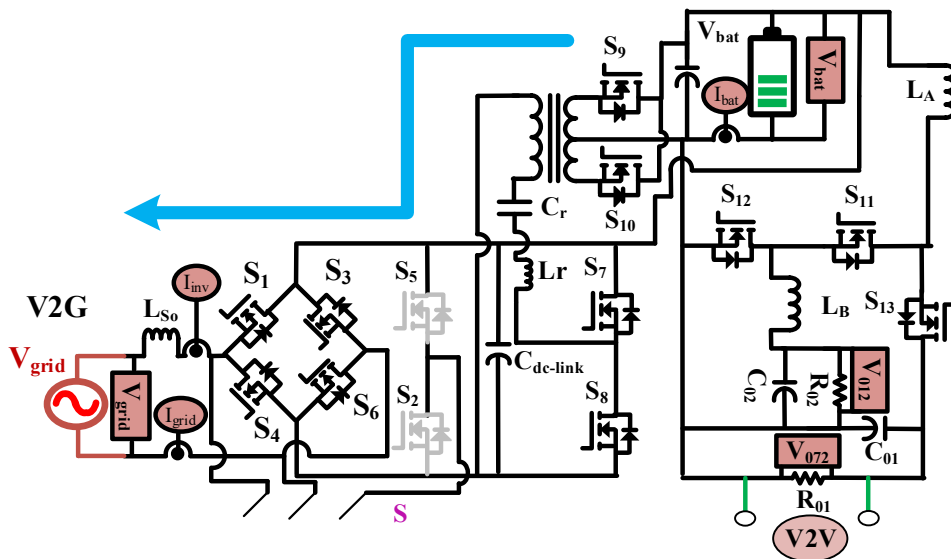 V_bat
S_9
I_bat
V_bat
L_A
C_r
S_10
S_12
S_11
S_1
S_3
S_5
Lr
S_7
V2G
L_So
I_inv
L_B
S_13
V_grid
V_grid
I_grid
S_4
S_6
S_2
C_dc-link
S_8
C_02
R_02
V_012
V_072
C_01
S
R_01
V2V